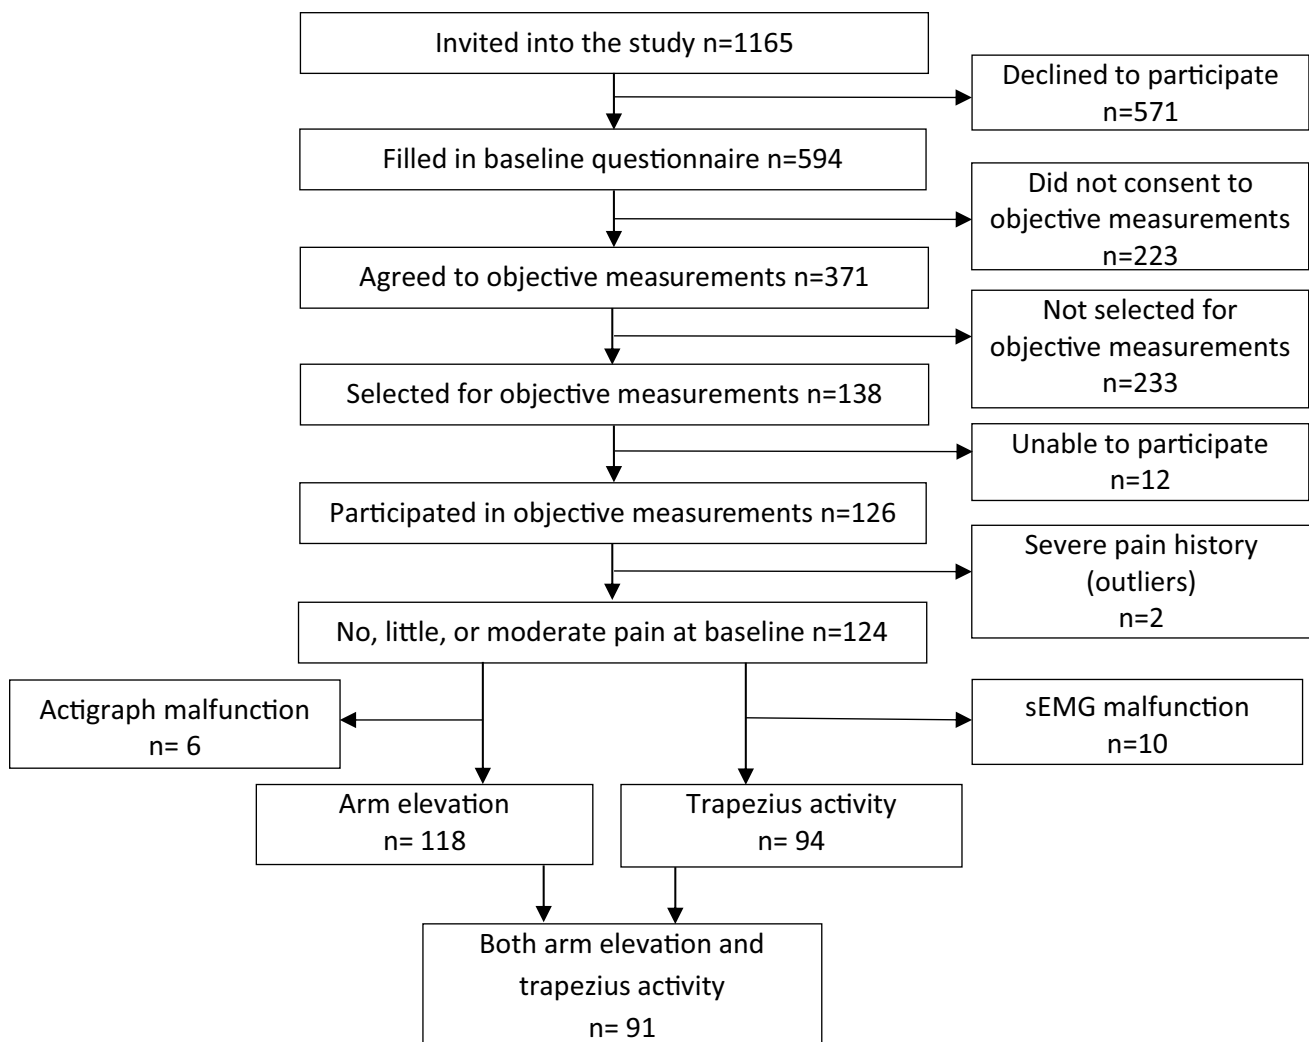 Invited into the study n=1165
Declined to participate
n=571
Filled in baseline questionnaire n=594
Did not consent to
objective measurements
n=223
Agreed to objective measurements n=371
Not selected for
objective measurements
n=233
Selected for objective measurements n=138
Unable to participate
n=12
Participated in objective measurements n=126
Severe pain history
(outliers)
n=2
No, little, or moderate pain at baseline n=124
Actigraph malfunction
n= 6
sEMG malfunction
n=10
Arm elevation
n= 118
Trapezius activity
n= 94
Both arm elevation and
trapezius activity
n= 91